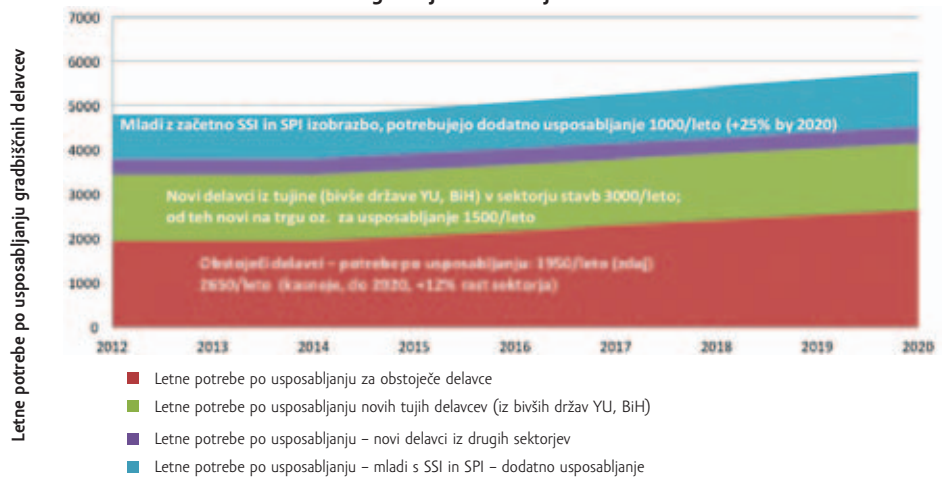 7000
6000
5000
4000
3000
2000
1000
0
Mladi z začetno SSI in SPI izobrazbo, potrebujejo dodatno usposabljanje 1000/leto (+25% by 2020)
Novi delavci iz tujine (bivše države YU, BiH) v sektorju stavb 3000/leto;
od teh novi na trgu oz. za usposabljanje 1500/leto
Obstoječi delavci – potrebe po usposabljanju: 1950/leto (zdaj)
2650/leto (kasneje, do 2020, +12% rast sektorja)
2012 2013 2014 2015 2016 2017 2018 2019 2020
Letne potrebe po usposabljanju gradbiščnih delavcev
Letne potrebe po usposabljanju za obstoječe delavce
Letne potrebe po usposabljanju novih tujih delavcev (iz bivših držav YU, BiH)
Letne potrebe po usposabljanju – novi delavci iz drugih sektorjev
Letne potrebe po usposabljanju – mladi s SSI in SPI – dodatno usposabljanje